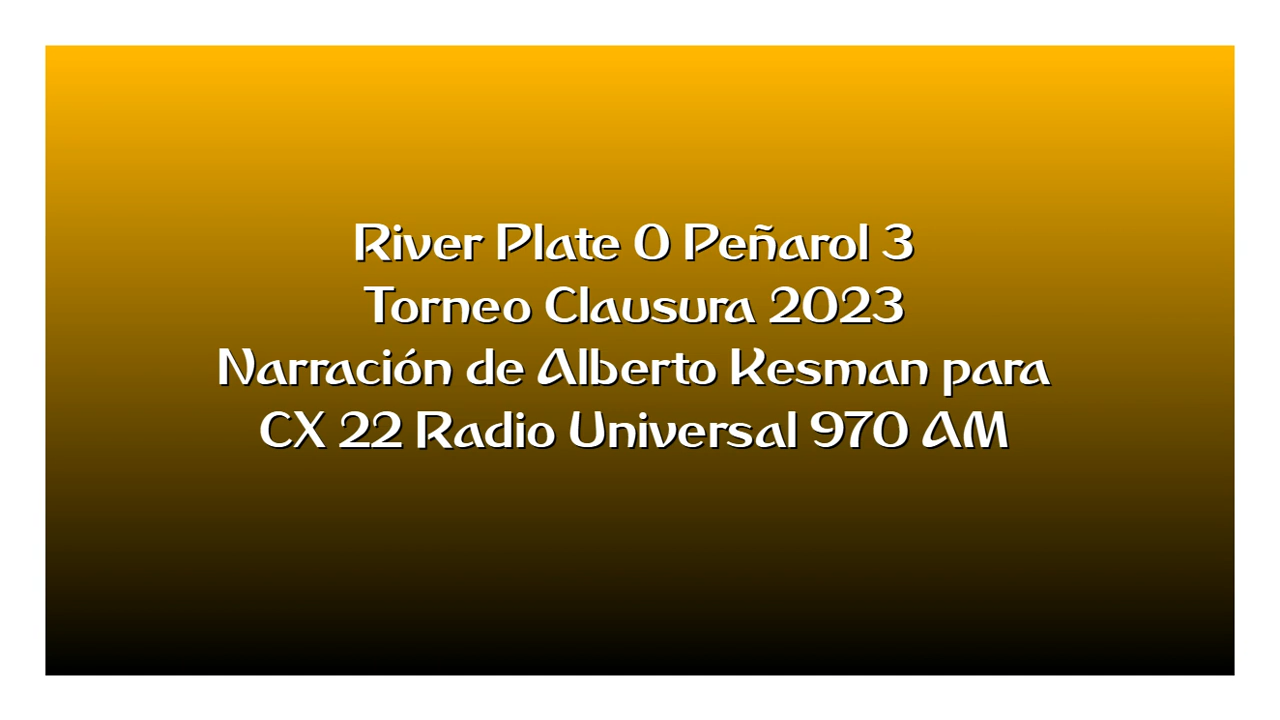 River Plate 0 Peñarol 3
Torneo Clausura 2023
Narración de Alberto Kesman para
CX 22 Radio Universal 970 AM